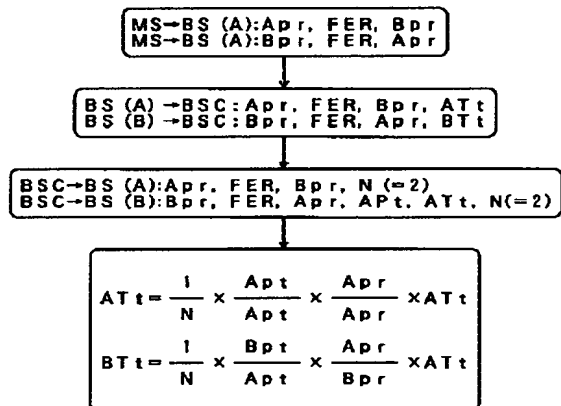 MS→BS (A):Apr, FER, Bpr
MS→BS (A):Bpr, FER, Apr
BS (A) →BSC:Apr, FER, Bpr, ATt
BS (B) →BSC:Bpr, FER, Apr, BTt
BSC→BS (A):Apr, FER, Bpr, N (=2)
BSC→BS (B):Bpr, FER, Apr, APt, ATt, N(=2)
ATt= 1/N × Apt/Apt × Apr/Apr ×ATt
BTt= 1/N × Bpt/Apt × Apr/Bpr ×ATt